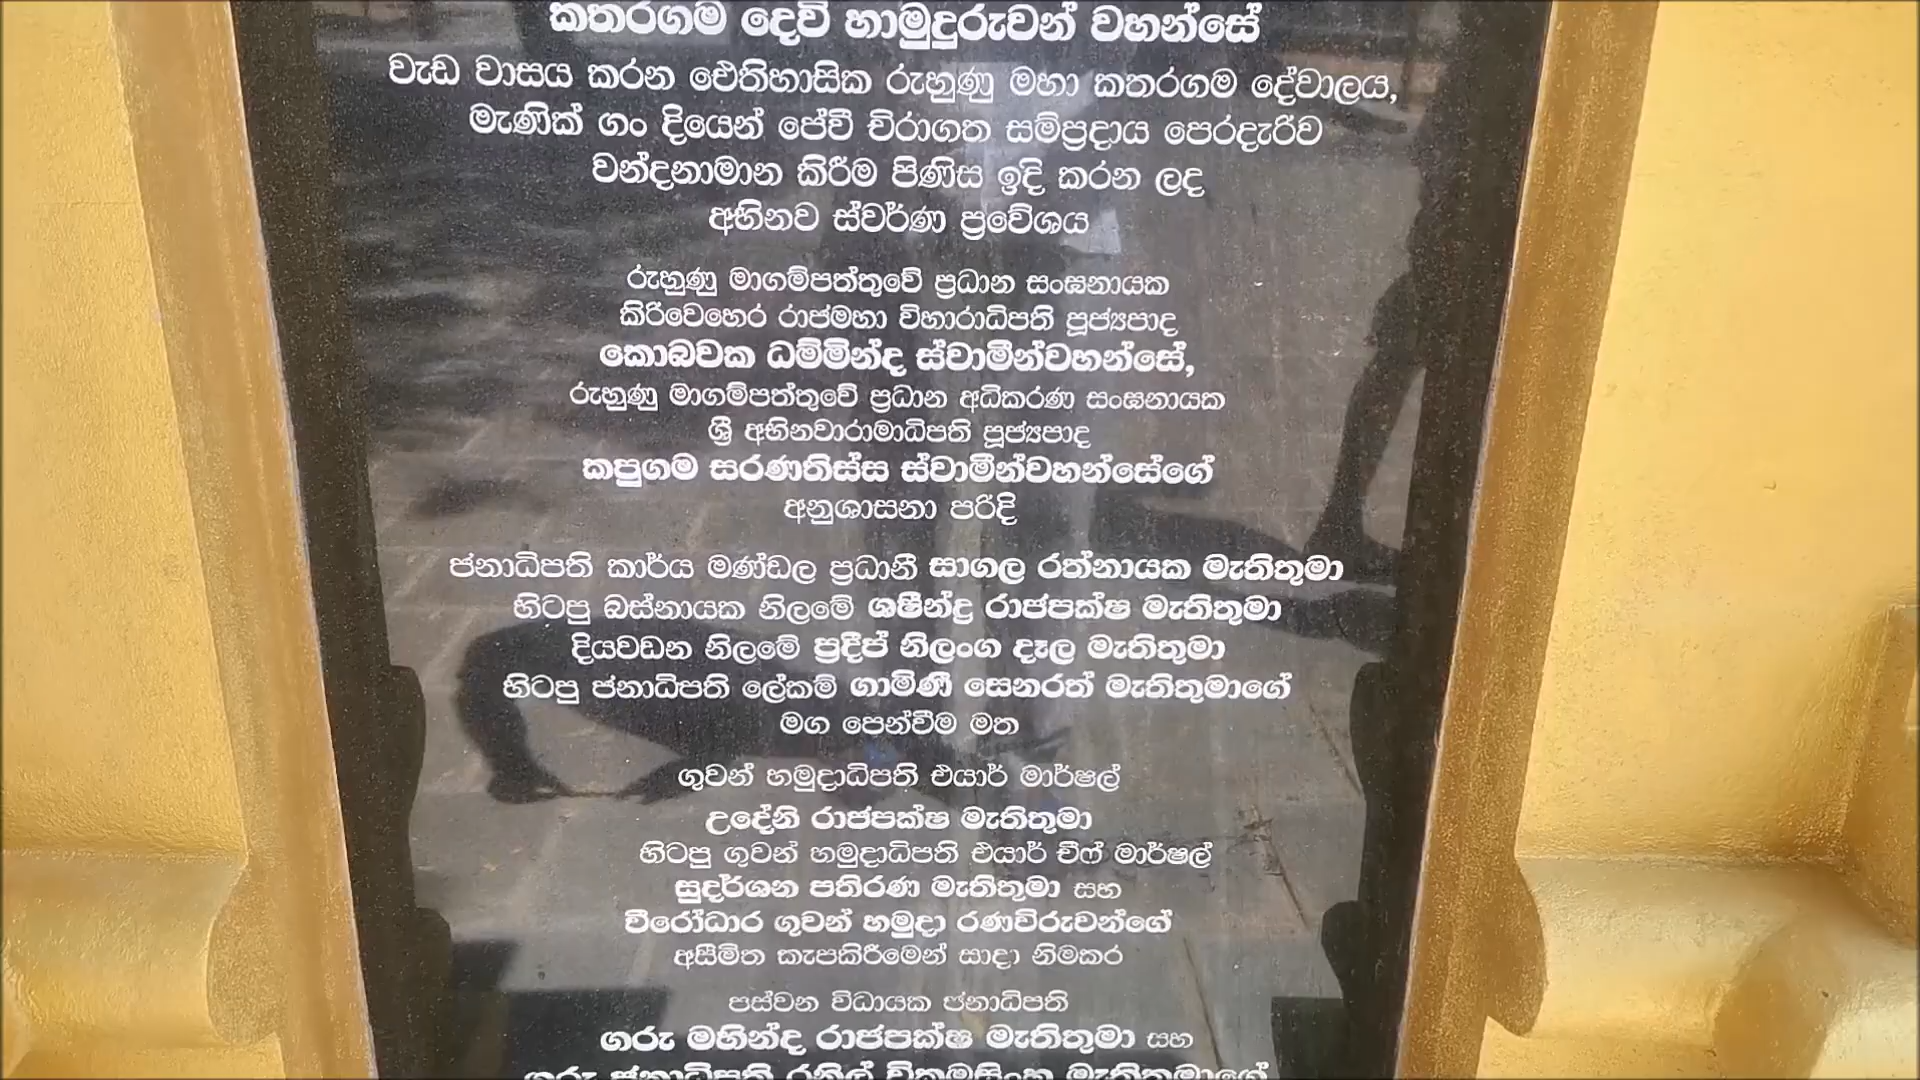 කතරගම දෙවි හාමුදුරුවන් වහන්සේ
වැඩ වාසය කරන ඓතිහාසික රුහුණු මහා කතරගම දේවාලය,
මැණික් ගං දියෙන් පේවී චිරාගත සම්ප්‍රදාය පෙරදැරිව
වන්දනාමාන කිරීම පිණිස ඉදි කරන ලද
අභිනව ස්වර්ණ ප්‍රවේශය
රුහුණු මාගම්පත්තුවේ ප්‍රධාන සංඝනායක
කිරිවෙහෙර රාජමහා විහාරාධිපති පූජ්‍යපාද
කොබවක ධම්මින්ද ස්වාමීන්වහන්සේ,
රුහුණු මාගම්පත්තුවේ ප්‍රධාන අධිකරණ සංඝනායක
ශ්‍රී අභිනවාරාමාධිපති පූජ්‍යපාද
කපුගම සරණතිස්ස ස්වාමීන්වහන්සේගේ
අනුශාසනා පරිදි
ජනාධිපති කාර්ය මණ්ඩල ප්‍රධානී සාගල රත්නායක මැතිතුමා
හිටපු බස්නායක නිලමේ ශෂීන්ද්‍ර රාජපක්ෂ මැතිතුමා
දියවඩන නිලමේ ප්‍රදීප් නිලංග දෑල මැතිතුමා
හිටපු ජනාධිපති ලේකම් ගාමිණී සෙනරත් මැතිතුමාගේ
මග පෙන්වීම මත
ගුවන් හමුදාධිපති එයාර් මාර්ෂල්
උදේනි රාජපක්ෂ මැතිතුමා
හිටපු ගුවන් හමුදාධිපති එයාර් චීෆ් මාර්ෂල්
සුදර්ශන පතිරණ මැතිතුමා සහ
වීරෝධාර ගුවන් හමුදා රණවිරුවන්ගේ
අසීමිත කැපකිරීමෙන් සාදා නිමකර
පස්වන විධායක ජනාධිපති
ගරු මහින්ද රාජපක්ෂ මැතිතුමා සහ
ගරු ජනාධිපති රනිල් වික්‍රමසිංහ මැතිතුමාගේ